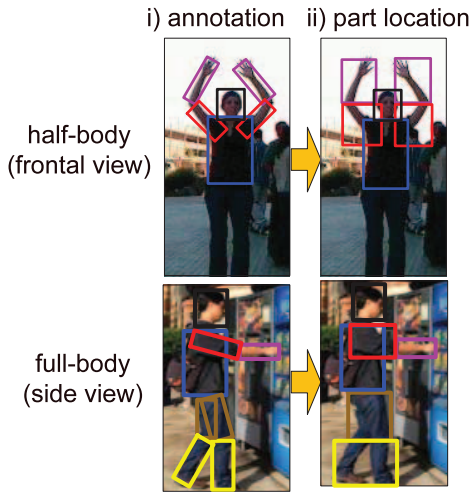 i) annotation
ii) part location
half-body
(frontal view)
full-body
(side view)